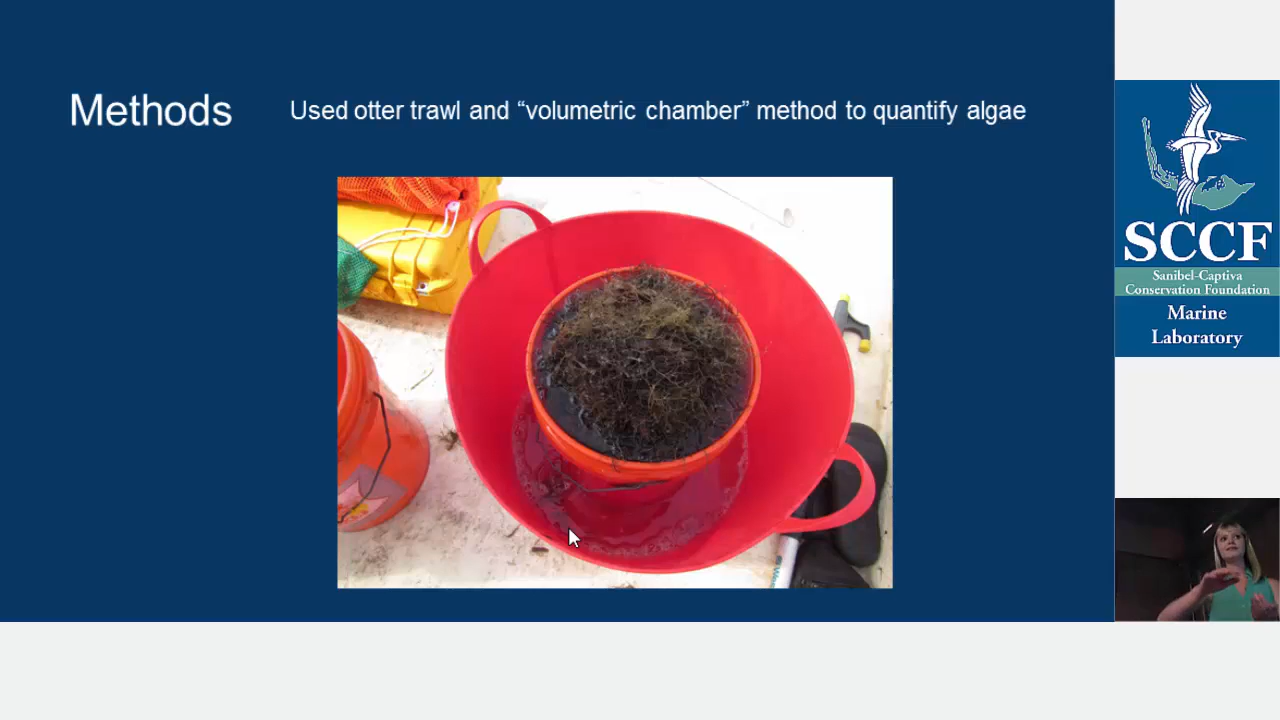 Methods
Used otter trawl and “volumetric chamber” method to quantify algae
SCCF
Sanibel-Captiva
Conservation Foundation
Marine
Laboratory